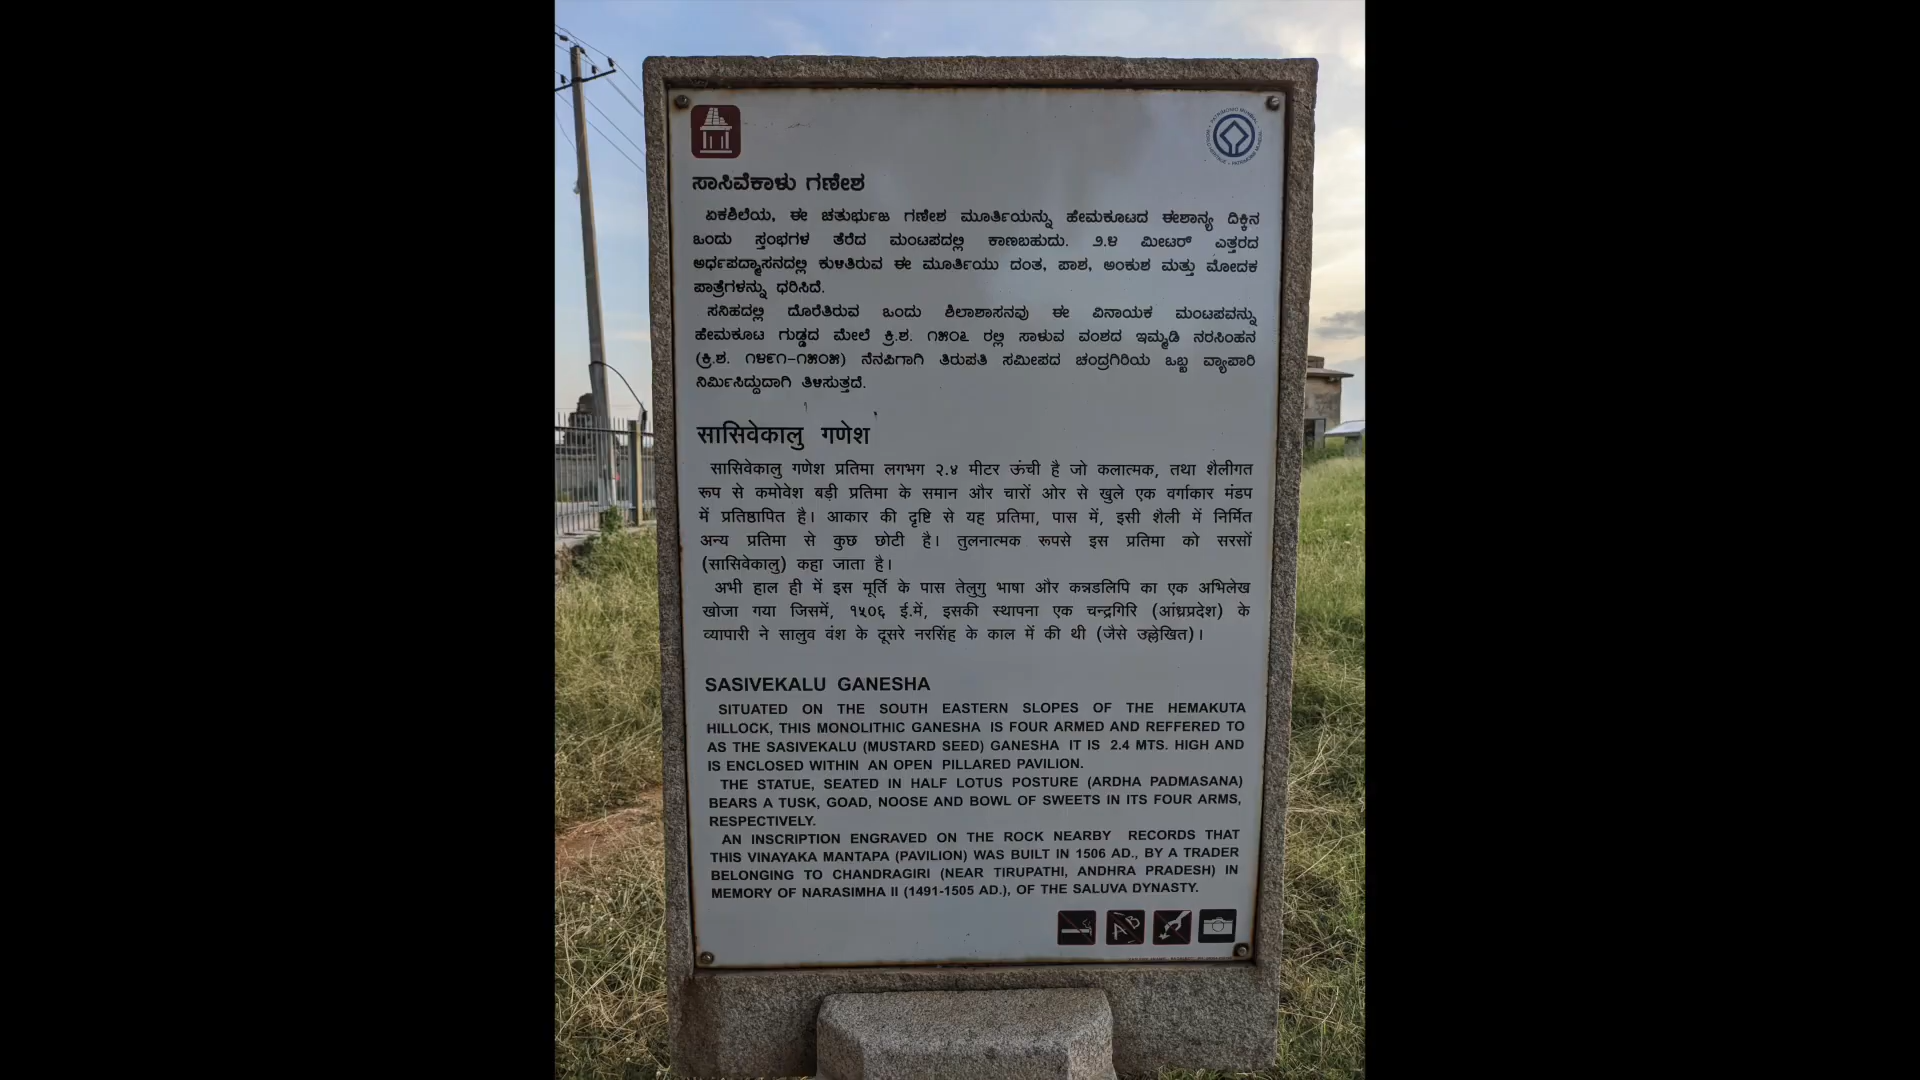 ಸಾಸಿವೆಕಾಳು ಗಣೇಶ
ಏಕಶಿಲೆಯ, ಈ ಚತುರ್ಭುಜ ಗಣೇಶ ಮೂರ್ತಿಯನ್ನು ಹೇಮಕೂಟದ ಈಶಾನ್ಯ ದಿಕ್ಕಿನ
ಒಂದು ಸ್ತಂಭಗಳ ತೆರೆದ ಮಂಟಪದಲ್ಲಿ ಕಾಣಬಹುದು. ೨.೪ ಮೀಟರ್ ಎತ್ತರದ
ಅರ್ಧಪದ್ಮಾಸನದಲ್ಲಿ ಕುಳಿತಿರುವ ಈ ಮೂರ್ತಿಯು ದಂತ, ಪಾಶ, ಅಂಕುಶ ಮತ್ತು ಮೋದಕ
ಪಾತ್ರೆಗಳನ್ನು ಧರಿಸಿದೆ.
ಸನಿಹದಲ್ಲಿ ದೊರೆತಿರುವ ಒಂದು ಶಿಲಾಶಾಸನವು ಈ ವಿನಾಯಕ ಮಂಟಪವನ್ನು
ಹೇಮಕೂಟ ಗುಡ್ಡದ ಮೇಲೆ ಕ್ರಿ.ಶ. ೧೫೦೬ ರಲ್ಲಿ ಸಾಳುವ ವಂಶದ ಇಮ್ಮಡಿ ನರಸಿಂಹನ
(ಕ್ರಿ.ಶ. ೧೪೯೧–೧೫೦೫) ನೆನಪಿಗಾಗಿ ತಿರುಪತಿ ಸಮೀಪದ ಚಂದ್ರಗಿರಿಯ ಒಬ್ಬ ವ್ಯಾಪಾರಿ
ನಿರ್ಮಿಸಿದ್ದುದಾಗಿ ತಿಳಿಸುತ್ತದೆ.
सासिवेकालु गणेश
सासिवेकालु गणेश प्रतिमा लगभग २.४ मीटर ऊंची है जो कलात्मक, तथा शैलीगत
रूप से कमोवेश बड़ी प्रतिमा के समान और चारों ओर से खुले एक वर्गाकार मंडप
में प्रतिष्ठापित है। आकार की दृष्टि से यह प्रतिमा, पास में, इसी शैली में निर्मित
अन्य प्रतिमा से कुछ छोटी है। तुलनात्मक रूपसे इस प्रतिमा को सरसों
(सासिवेकालु) कहा जाता है।
अभी हाल ही में इस मूर्ति के पास तेलुगु भाषा और कन्नडलिपि का एक अभिलेख
खोजा गया जिसमें, १५०६ ई.में, इसकी स्थापना एक चन्द्रगिरि (आंध्रप्रदेश) के
व्यापारी ने सालुव वंश के दूसरे नरसिंह के काल में की थी (जैसे उल्लेखित)।
SASIVEKALU GANESHA
SITUATED ON THE SOUTH EASTERN SLOPES OF THE HEMAKUTA
HILLOCK, THIS MONOLITHIC GANESHA IS FOUR ARMED AND REFFERED TO
AS THE SASIVEKALU (MUSTARD SEED) GANESHA IT IS 2.4 MTS. HIGH AND
IS ENCLOSED WITHIN AN OPEN PILLARED PAVILION.
THE STATUE, SEATED IN HALF LOTUS POSTURE (ARDHA PADMASANA)
BEARS A TUSK, GOAD, NOOSE AND BOWL OF SWEETS IN ITS FOUR ARMS,
RESPECTIVELY.
AN INSCRIPTION ENGRAVED ON THE ROCK NEARBY RECORDS THAT
THIS VINAYAKA MANTAPA (PAVILION) WAS BUILT IN 1506 AD., BY A TRADER
BELONGING TO CHANDRAGIRI (NEAR TIRUPATHI, ANDHRA PRADESH) IN
MEMORY OF NARASIMHA II (1491-1505 AD.), OF THE SALUVA DYNASTY.